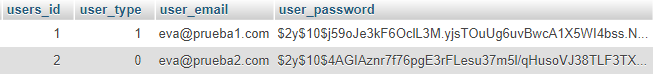 users_id user_type user_email user_password
1 1 eva@prueba1.com $2y$10$j59oJe3kF6OclL3M.yjsTOuUg6uvBwcA1X5WI4bss.N...
2 0 eva@prueba2.com $2y$10$4AGIAznr7f76pgE3rFLesu37m5l/qHusoVJ38TLF3TX...